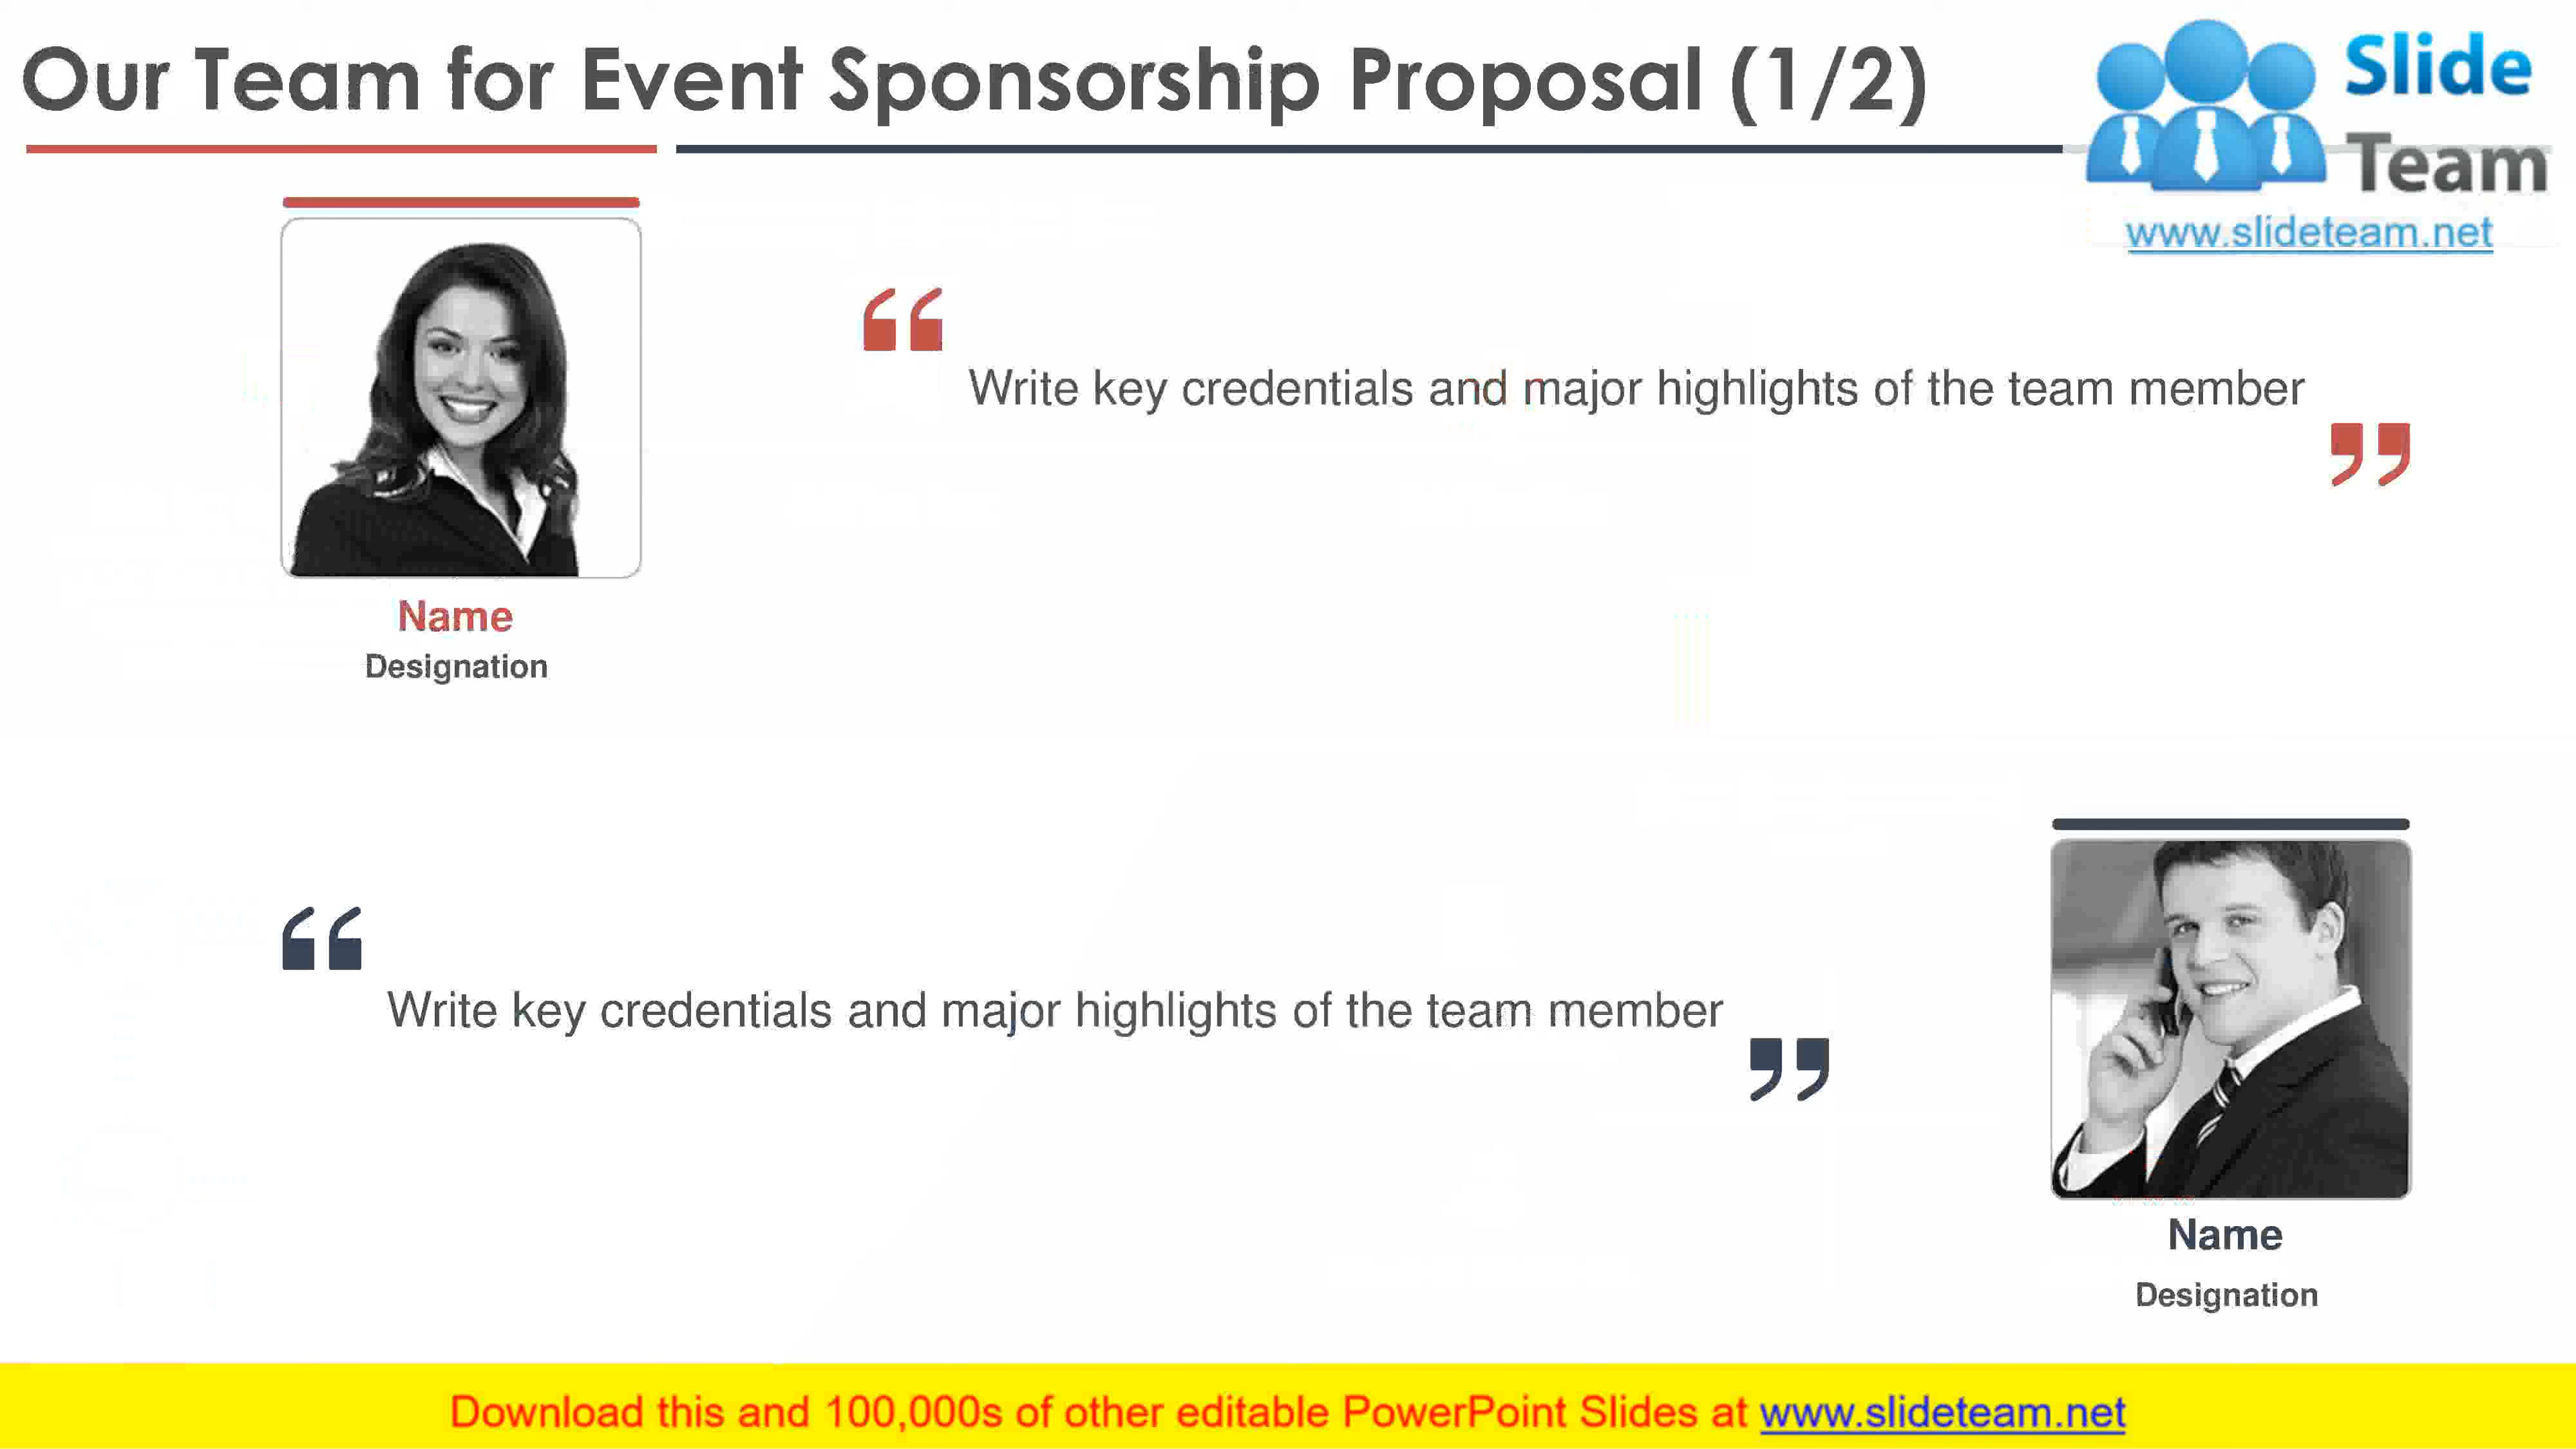 Our Team for Event Sponsorship Proposal (1/2)
Slide
Team
www.slideteam.net
“
Write key credentials and major highlights of the team member
”
Name
Designation
“
Write key credentials and major highlights of the team member
”
Name
Designation
Download this and 100,000s of other editable PowerPoint Slides at www.slideteam.net